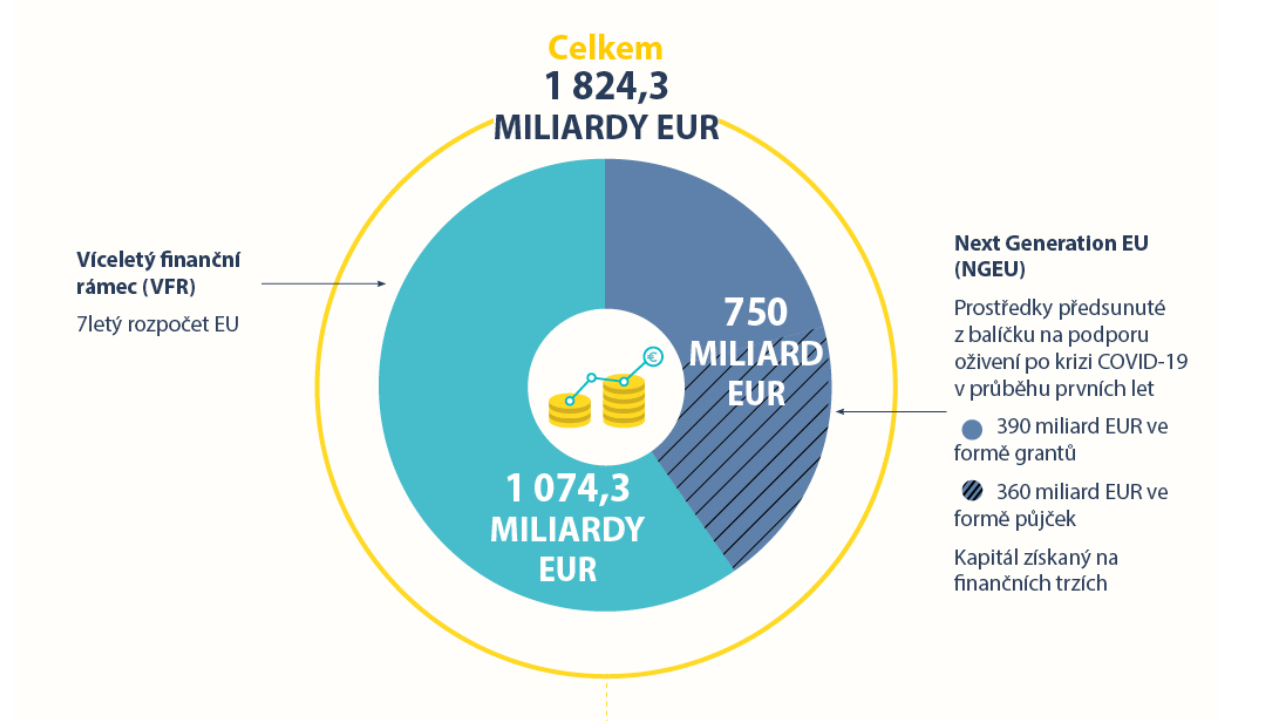 Celkem
1 824,3
MILIARDY EUR
Víceletý finanční
rámec (VFR)
7letý rozpočet EU
750
MILIARD
EUR
€
1 074,3
MILIARDY
EUR
Next Generation EU
(NGEU)
Prostředky předsunuté
z balíčku na podporu
oživení po krizi COVID-19
v průběhu prvních let
390 miliard EUR ve
formě grantů
360 miliard EUR ve
formě půjček
Kapitál získaný na
finančních trzích